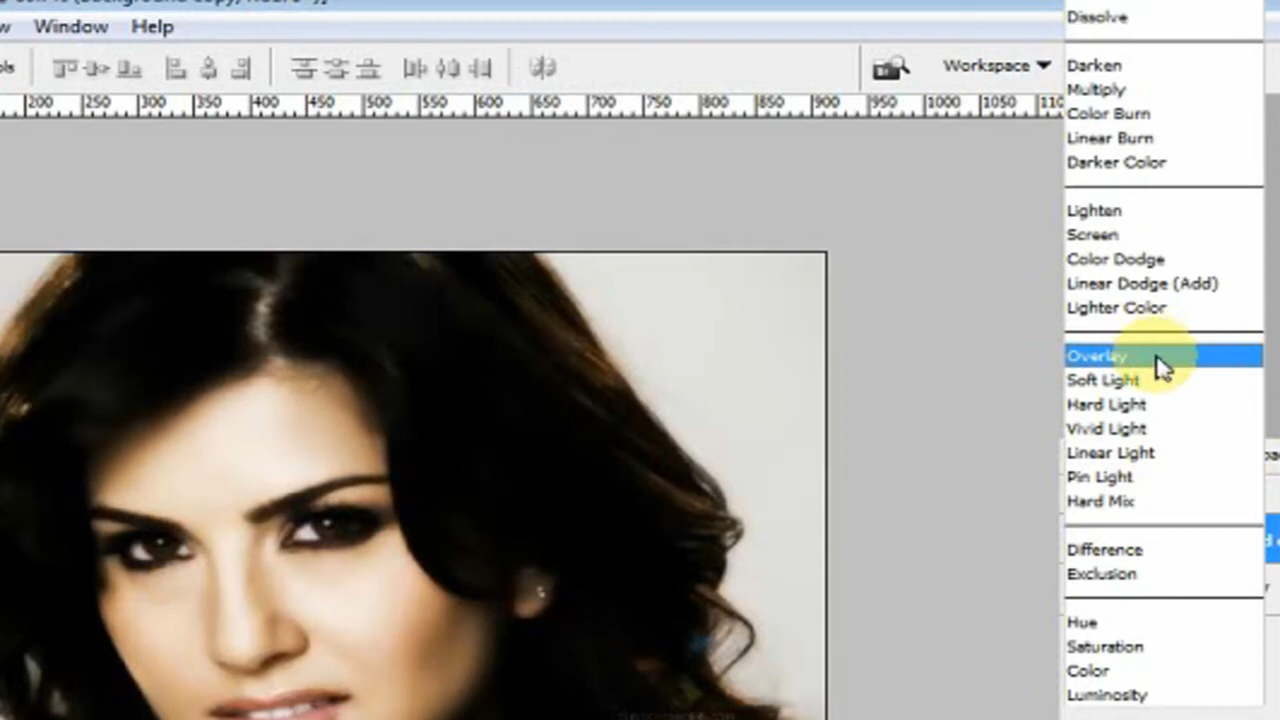 Window Help
Workspace
200 250 300 350 400 450 500 550 600 650 700 750 800 850 900 950 1000 1050
Dissolve
Darken
Multiply
Color Burn
Linear Burn
Darker Color
Lighten
Screen
Color Dodge
Linear Dodge (Add)
Lighter Color
Overlay
Soft Light
Hard Light
Vivid Light
Linear Light
Pin Light
Hard Mix
Difference
Exclusion
Hue
Saturation
Color
Luminosity